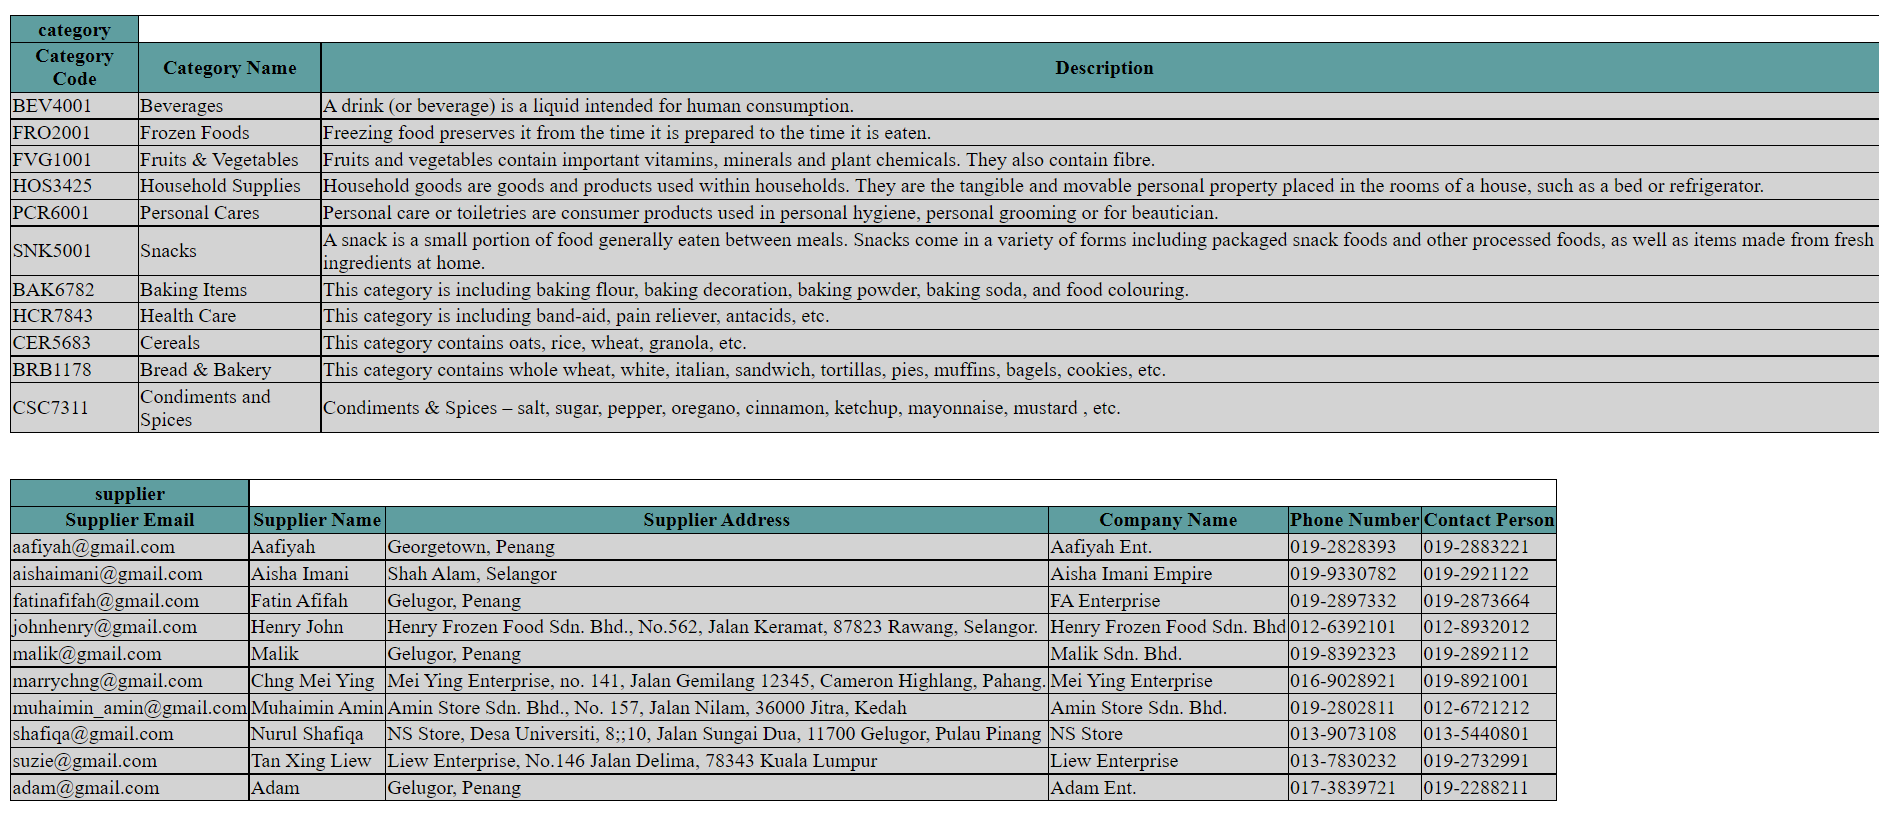 category
Category Code Category Name Description
BEV4001 Beverages A drink (or beverage) is a liquid intended for human consumption.
FRO2001 Frozen Foods Freezing food preserves it from the time it is prepared to the time it is eaten.
FVG1001 Fruits & Vegetables Fruits and vegetables contain important vitamins, minerals and plant chemicals. They also contain fibre.
HOS3425 Household Supplies Household goods are goods and products used within households. They are the tangible and movable personal property placed in the rooms of a house, such as a bed or refrigerator.
PCR6001 Personal Cares Personal care or toiletries are consumer products used in personal hygiene, personal grooming or for beautician.
SNK5001 Snacks A snack is a small portion of food generally eaten between meals. Snacks come in a variety of forms including packaged snack foods and other processed foods, as well as items made from fresh
ingredients at home.
BAK6782 Baking Items This category is including baking flour, baking decoration, baking powder, baking soda, and food colouring.
HCR7843 Health Care This category is including band-aid, pain reliever, antacids, etc.
CER5683 Cereals This category contains oats, rice, wheat, granola, etc.
BRB1178 Bread & Bakery This category contains whole wheat, white, italian, sandwich, tortillas, pies, muffins, bagels, cookies, etc.
CSC7311 Condiments and Spices Condiments & Spices – salt, sugar, pepper, oregano, cinnamon, ketchup, mayonnaise, mustard , etc.
supplier
Supplier Email Supplier Name Supplier Address Company Name Phone Number Contact Person
aafiyah@gmail.com Aafiyah Georgetown, Penang Aafiyah Ent. 019-2828393 019-2883221
aishaimani@gmail.com Aisha Imani Shah Alam, Selangor Aisha Imani Empire 019-9330782 019-2921122
fatinafifah@gmail.com Fatin Afifah Gelugor, Penang FA Enterprise 019-2897332 019-2873664
johnhenry@gmail.com Henry John Henry Frozen Food Sdn. Bhd., No.562, Jalan Keramat, 87823 Rawang, Selangor. Henry Frozen Food Sdn. Bhd 012-6392101 012-8932012
malik@gmail.com Malik Gelugor, Penang Malik Sdn. Bhd. 019-8392323 019-2892112
marrychng@gmail.com Chng Mei Ying Mei Ying Enterprise, no. 141, Jalan Gemilang 12345, Cameron Highlang, Pahang. Mei Ying Enterprise 016-9028921 019-8921001
muhaimin_amin@gmail.com Muhaimin Amin Amin Store Sdn. Bhd., No. 157, Jalan Nilam, 36000 Jitra, Kedah Amin Store Sdn. Bhd. 019-2802811 012-6721212
shafiqa@gmail.com Nurul Shafiqa NS Store, Desa Universiti, 8;;10, Jalan Sungai Dua, 11700 Gelugor, Pulau Pinang NS Store 013-9073108 013-5440801
suzie@gmail.com Tan Xing Liew Liew Enterprise, No.146 Jalan Delima, 78343 Kuala Lumpur Liew Enterprise 013-7830232 019-2732991
adam@gmail.com Adam Gelugor, Penang Adam Ent. 017-3839721 019-2288211